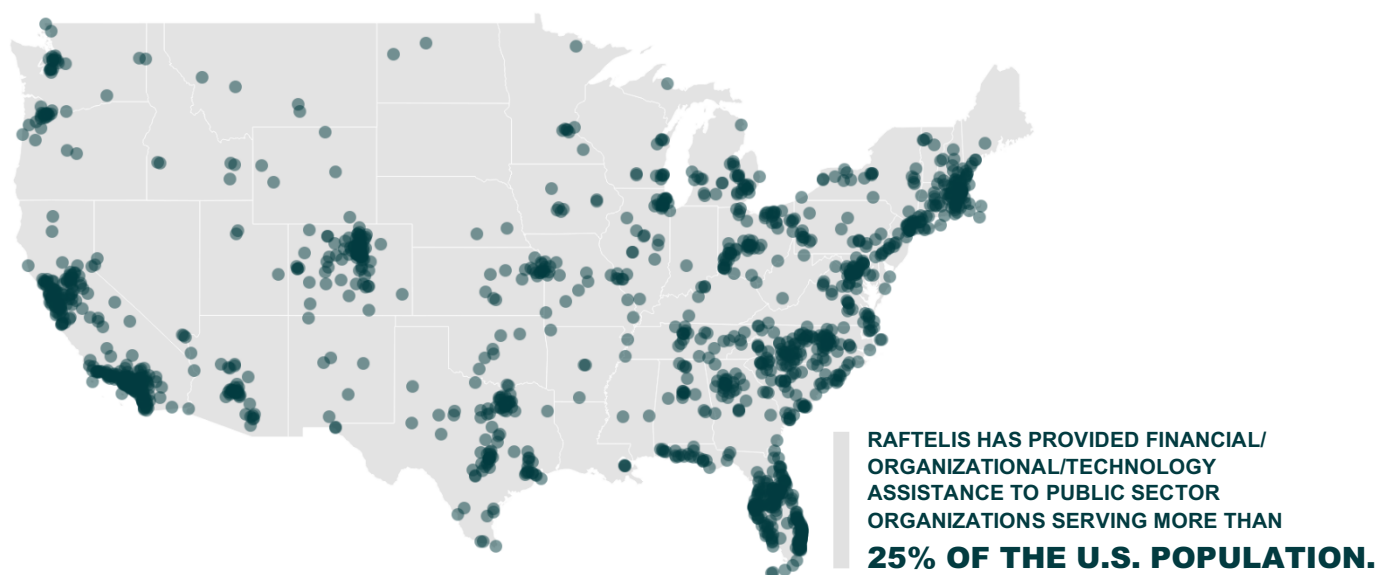 RAFTELIS HAS PROVIDED FINANCIAL/
ORGANIZATIONAL/TECHNOLOGY
ASSISTANCE TO PUBLIC SECTOR
ORGANIZATIONS SERVING MORE THAN
25% OF THE U.S. POPULATION.